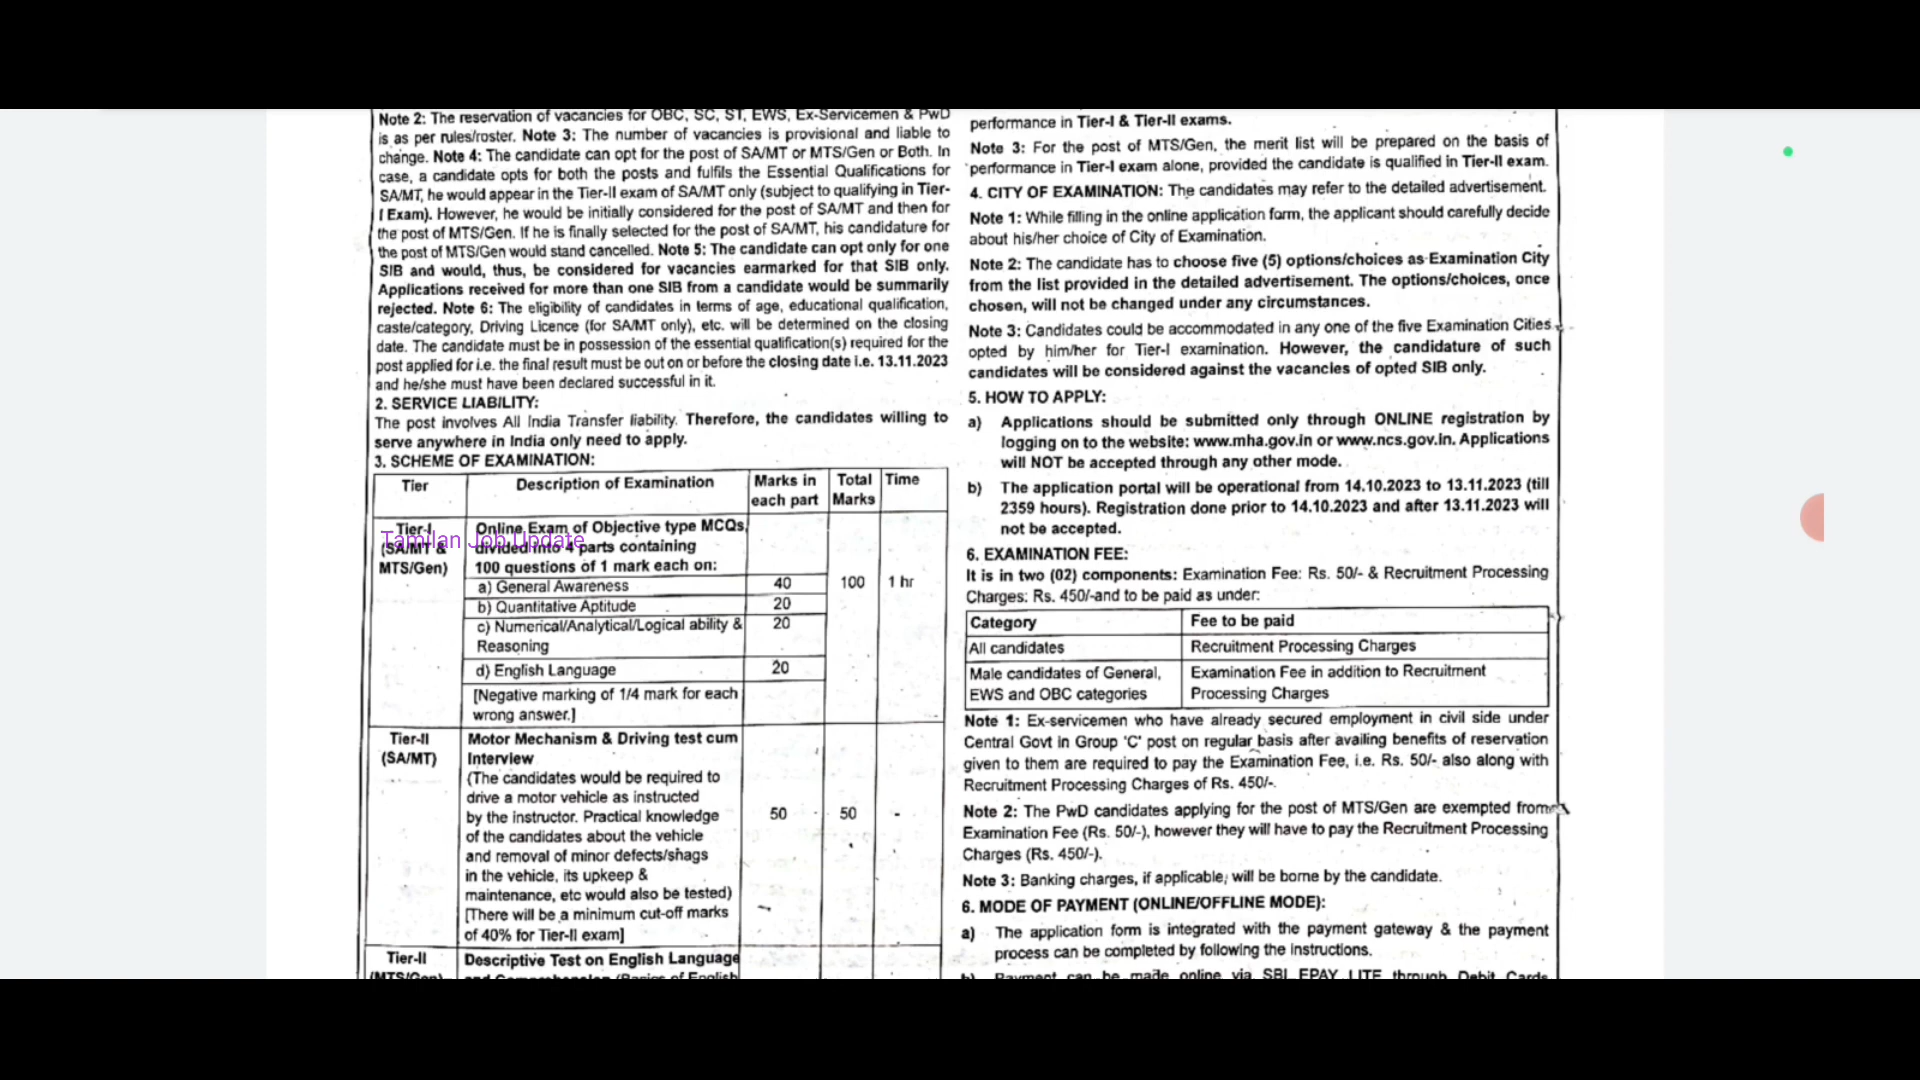 Note 2: The reservation of vacancies for OBC, SC, ST, EWS, Ex-Servicemen & PwD
is as per rules/roster. Note 3: The number of vacancies is provisional and liable to
change. Note 4: The candidate can opt for the post of SA/MT or MTS/Gen or Both. In
case, a candidate opts for both the posts and fulfils the Essential Qualifications for
SA/MT, he would appear in the Tier-II exam of SA/MT only (subject to qualifying in Tier-
I Exam). However, he would be initially considered for the post of SA/MT and then for
the post of MTS/Gen. If he is finally selected for the post of SA/MT, his candidature for
the post of MTS/Gen would stand cancelled. Note 5: The candidate can opt only for one
SIB and would, thus, be considered for vacancies earmarked for that SIB only.
Applications received for more than one SIB from a candidate would be summarily
rejected. Note 6: The eligibility of candidates in terms of age, educational qualification,
caste/category, Driving Licence (for SA/MT only), etc. will be determined on the closing
date. The candidate must be in possession of the essential qualification(s) required for the
post applied for i.e. the final result must be out on or before the closing date i.e. 13.11.2023
and he/she must have been declared successful in it.
2. SERVICE LIABILITY:
The post involves All India Transfer liability. Therefore, the candidates willing to
serve anywhere in India only need to apply.
3. SCHEME OF EXAMINATION:
Tier Description of Examination Marks in each part Total Marks Time
Tier-I (SA/MT & MTS/Gen)
Online Exam of Objective type MCQs,
divided into 4 parts containing
100 questions of 1 mark each on:
a) General Awareness 40 100 1 hr
b) Quantitative Aptitude 20
c) Numerical/Analytical/Logical ability & 20
Reasoning
d) English Language 20
[Negative marking of 1/4 mark for each
wrong answer.]
Tier-II (SA/MT)
Motor Mechanism & Driving test cum
Interview
(The candidates would be required to
drive a motor vehicle as instructed
by the instructor. Practical knowledge 50 50 -
of the candidates about the vehicle
and removal of minor defects/snags
in the vehicle, its upkeep &
maintenance, etc would also be tested)
[There will be a minimum cut-off marks
of 40% for Tier-II exam]
Tier-II Descriptive Test on English Language
(MTS/Gen) and Comprehension (Basics of English
Tamilan Job Update
performance in Tier-I & Tier-II exams.
Note 3: For the post of MTS/Gen, the merit list will be prepared on the basis of
performance in Tier-I exam alone, provided the candidate is qualified in Tier-II exam.
4. CITY OF EXAMINATION: The candidates may refer to the detailed advertisement.
Note 1: While filling in the online application form, the applicant should carefully decide
about his/her choice of City of Examination.
Note 2: The candidate has to choose five (5) options/choices as Examination City
from the list provided in the detailed advertisement. The options/choices, once
chosen, will not be changed under any circumstances.
Note 3: Candidates could be accommodated in any one of the five Examination Cities
opted by him/her for Tier-I examination. However, the candidature of such
candidates will be considered against the vacancies of opted SIB only.
5. HOW TO APPLY:
a) Applications should be submitted only through ONLINE registration by
logging on to the website: www.mha.gov.in or www.ncs.gov.in. Applications
will NOT be accepted through any other mode.
b) The application portal will be operational from 14.10.2023 to 13.11.2023 (till
2359 hours). Registration done prior to 14.10.2023 and after 13.11.2023 will
not be accepted.
6. EXAMINATION FEE:
It is in two (02) components: Examination Fee: Rs. 50/- & Recruitment Processing
Charges: Rs. 450/-and to be paid as under:
Category Fee to be paid
All candidates Recruitment Processing Charges
Male candidates of General, Examination Fee in addition to Recruitment
EWS and OBC categories Processing Charges
Note 1: Ex-servicemen who have already secured employment in civil side under
Central Govt in Group 'C' post on regular basis after availing benefits of reservation
given to them are required to pay the Examination Fee, i.e. Rs. 50/- also along with
Recruitment Processing Charges of Rs. 450/-.
Note 2: The PwD candidates applying for the post of MTS/Gen are exempted from
Examination Fee (Rs. 50/-), however they will have to pay the Recruitment Processing
Charges (Rs. 450/-).
Note 3: Banking charges, if applicable, will be borne by the candidate.
6. MODE OF PAYMENT (ONLINE/OFFLINE MODE):
a) The application form is integrated with the payment gateway & the payment
process can be completed by following the instructions.
b) Payment can be made online via SBI EPAY LITE through Debit Cards